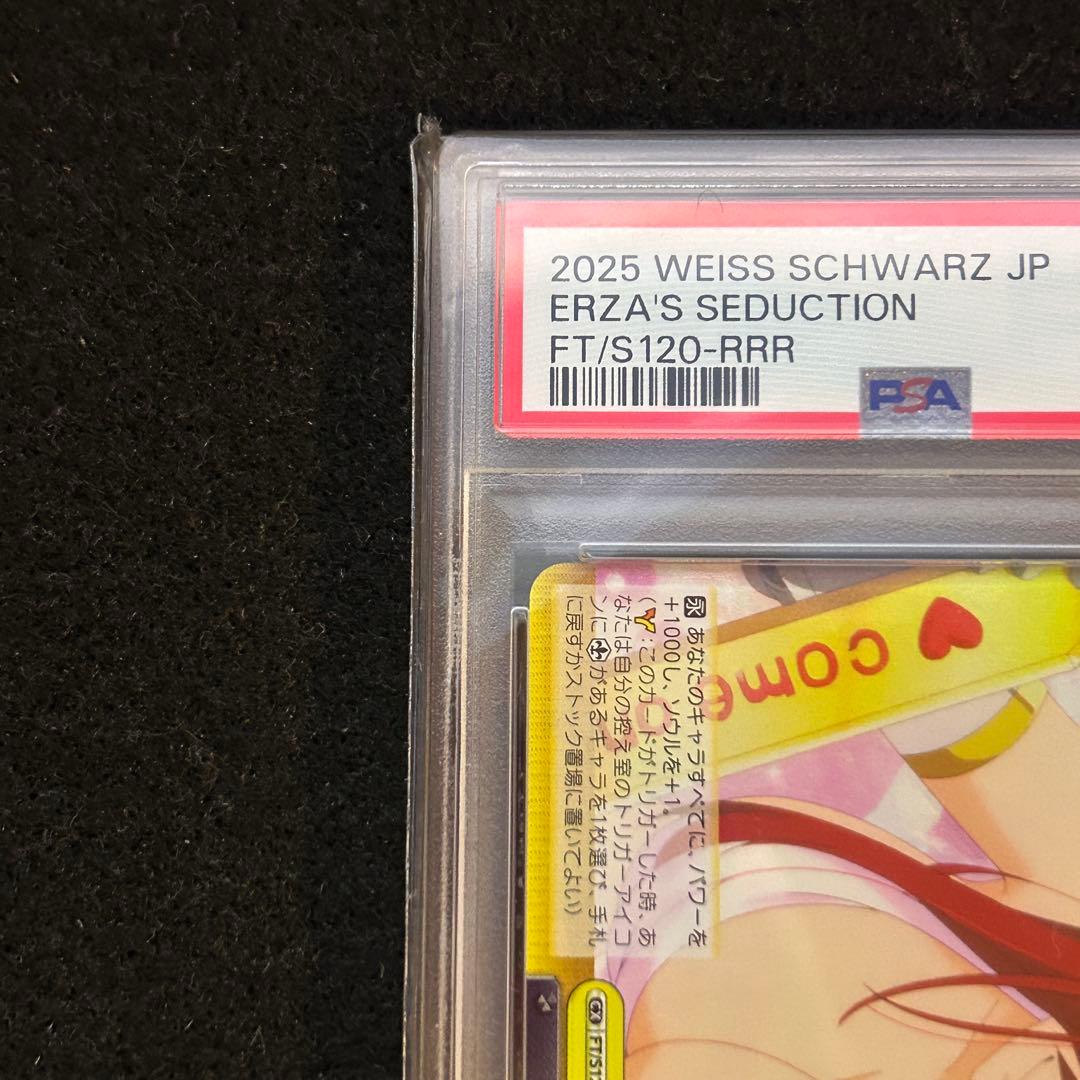 2025 WEISS SCHWARZ JP
ERZA'S SEDUCTION
FT/S120-RRR
PSA
永 あなたのキャラすべてに、パワーを
+1000し、ソウルを+1。
( :このカードがトリガーした時、あ
なたは自分の控え室のトリガーアイコ
ンに があるキャラを1枚選び、手札
に戻すかストック置場に置いてよい)
come
CX FT/S12